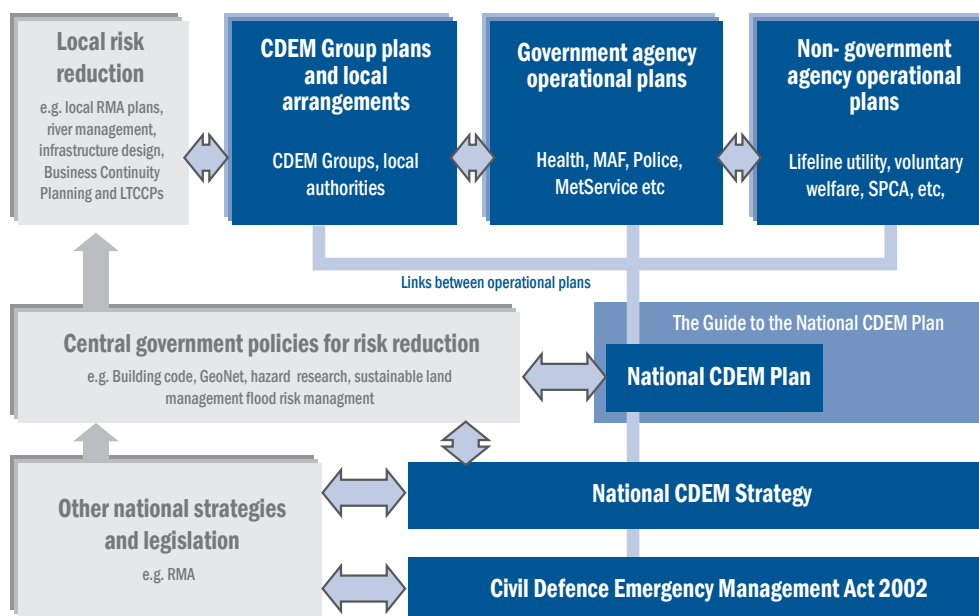 Local risk
reduction
e.g. local RMA plans,
river management,
infrastructure design,
Business Continuity
Planning and LTCCPs
CDEM Group plans
and local
arrangements
CDEM Groups, local
authorities
Government agency
operational plans
Health, MAF, Police,
MetService etc
Non- government
agency operational
plans
Lifeline utility, voluntary
welfare, SPCA, etc,
Links between operational plans
Central government policies for risk reduction
e.g. Building code, GeoNet, hazard research, sustainable land
management flood risk managment
The Guide to the National CDEM Plan
National CDEM Plan
Other national strategies
and legislation
e.g. RMA
National CDEM Strategy
Civil Defence Emergency Management Act 2002